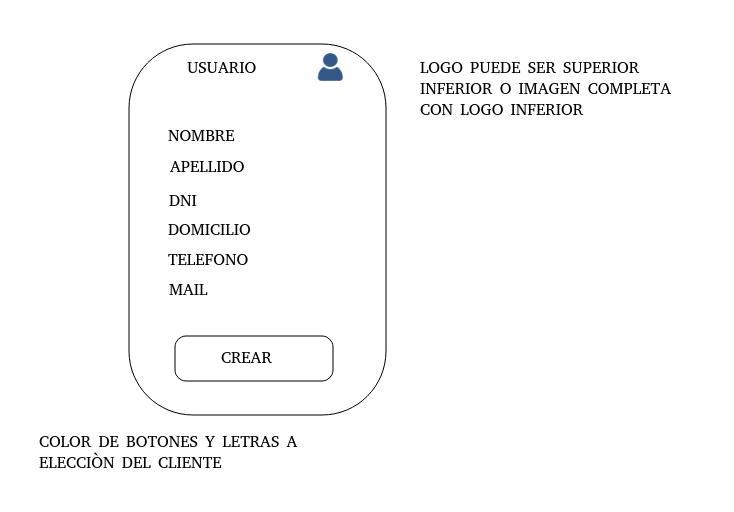 USUARIO
LOGO PUEDE SER SUPERIOR
INFERIOR O IMAGEN COMPLETA
CON LOGO INFERIOR
NOMBRE
APELLIDO
DNI
DOMICILIO
TELEFONO
MAIL
CREAR
COLOR DE BOTONES Y LETRAS A
ELECCIÒN DEL CLIENTE